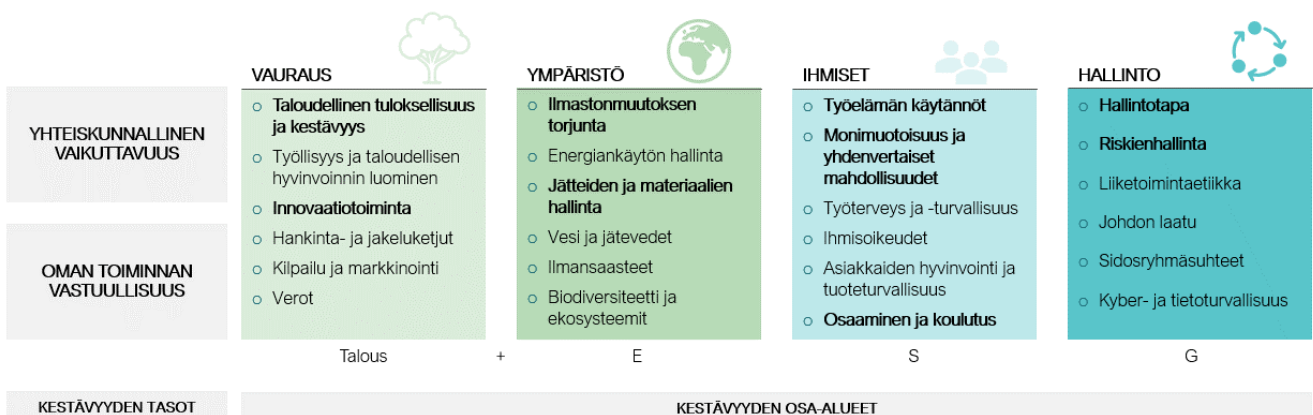 VAURAUS
YMPÄRISTÖ
IHMISET
HALLINTO
YHTEISKUNNALLINEN
VAIKUTTAVUUS
OMAN TOIMINNAN
VASTUULLISUUS
Taloudellinen tuloksellisuus
ja kestävyys
Työllisyys ja taloudellisen
hyvinvoinnin luominen
Innovaatiotoiminta
Hankinta- ja jakeluketjut
Kilpailu ja markkinointi
Verot
Ilmastonmuutoksen
torjunta
Energiankäytön hallinta
Jätteiden ja materiaalien
hallinta
Vesi ja jätevedet
Ilmansaasteet
Biodiversiteetti ja
ekosysteemit
Työelämän käytännöt
Monimuotoisuus ja
yhdenvertaiset
mahdollisuudet
Työterveys ja -turvallisuus
Ihmisoikeudet
Asiakkaiden hyvinvointi ja
tuoteturvallisuus
Osaaminen ja koulutus
Hallintotapa
Riskienhallinta
Liiketoimintaetiikka
Johdon laatu
Sidosryhmäsuhteet
Kyber- ja tietoturvallisuus
Talous + E S G
KESTÄVYYDEN TASOT
KESTÄVYYDEN OSA-ALUEET